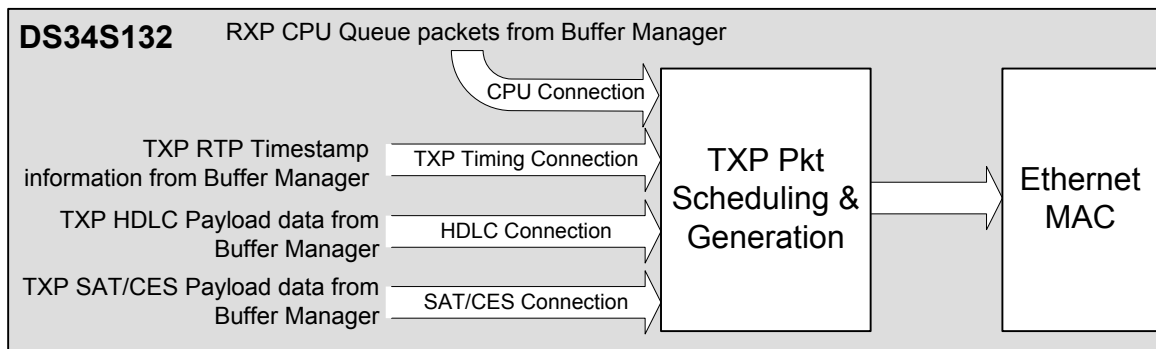 DS34S132
RXP CPU Queue packets from Buffer Manager
CPU Connection
TXP RTP Timestamp
information from Buffer Manager
TXP Timing Connection
TXP HDLC Payload data from
Buffer Manager
HDLC Connection
TXP SAT/CES Payload data from
Buffer Manager
SAT/CES Connection
TXP Pkt
Scheduling &
Generation
Ethernet
MAC